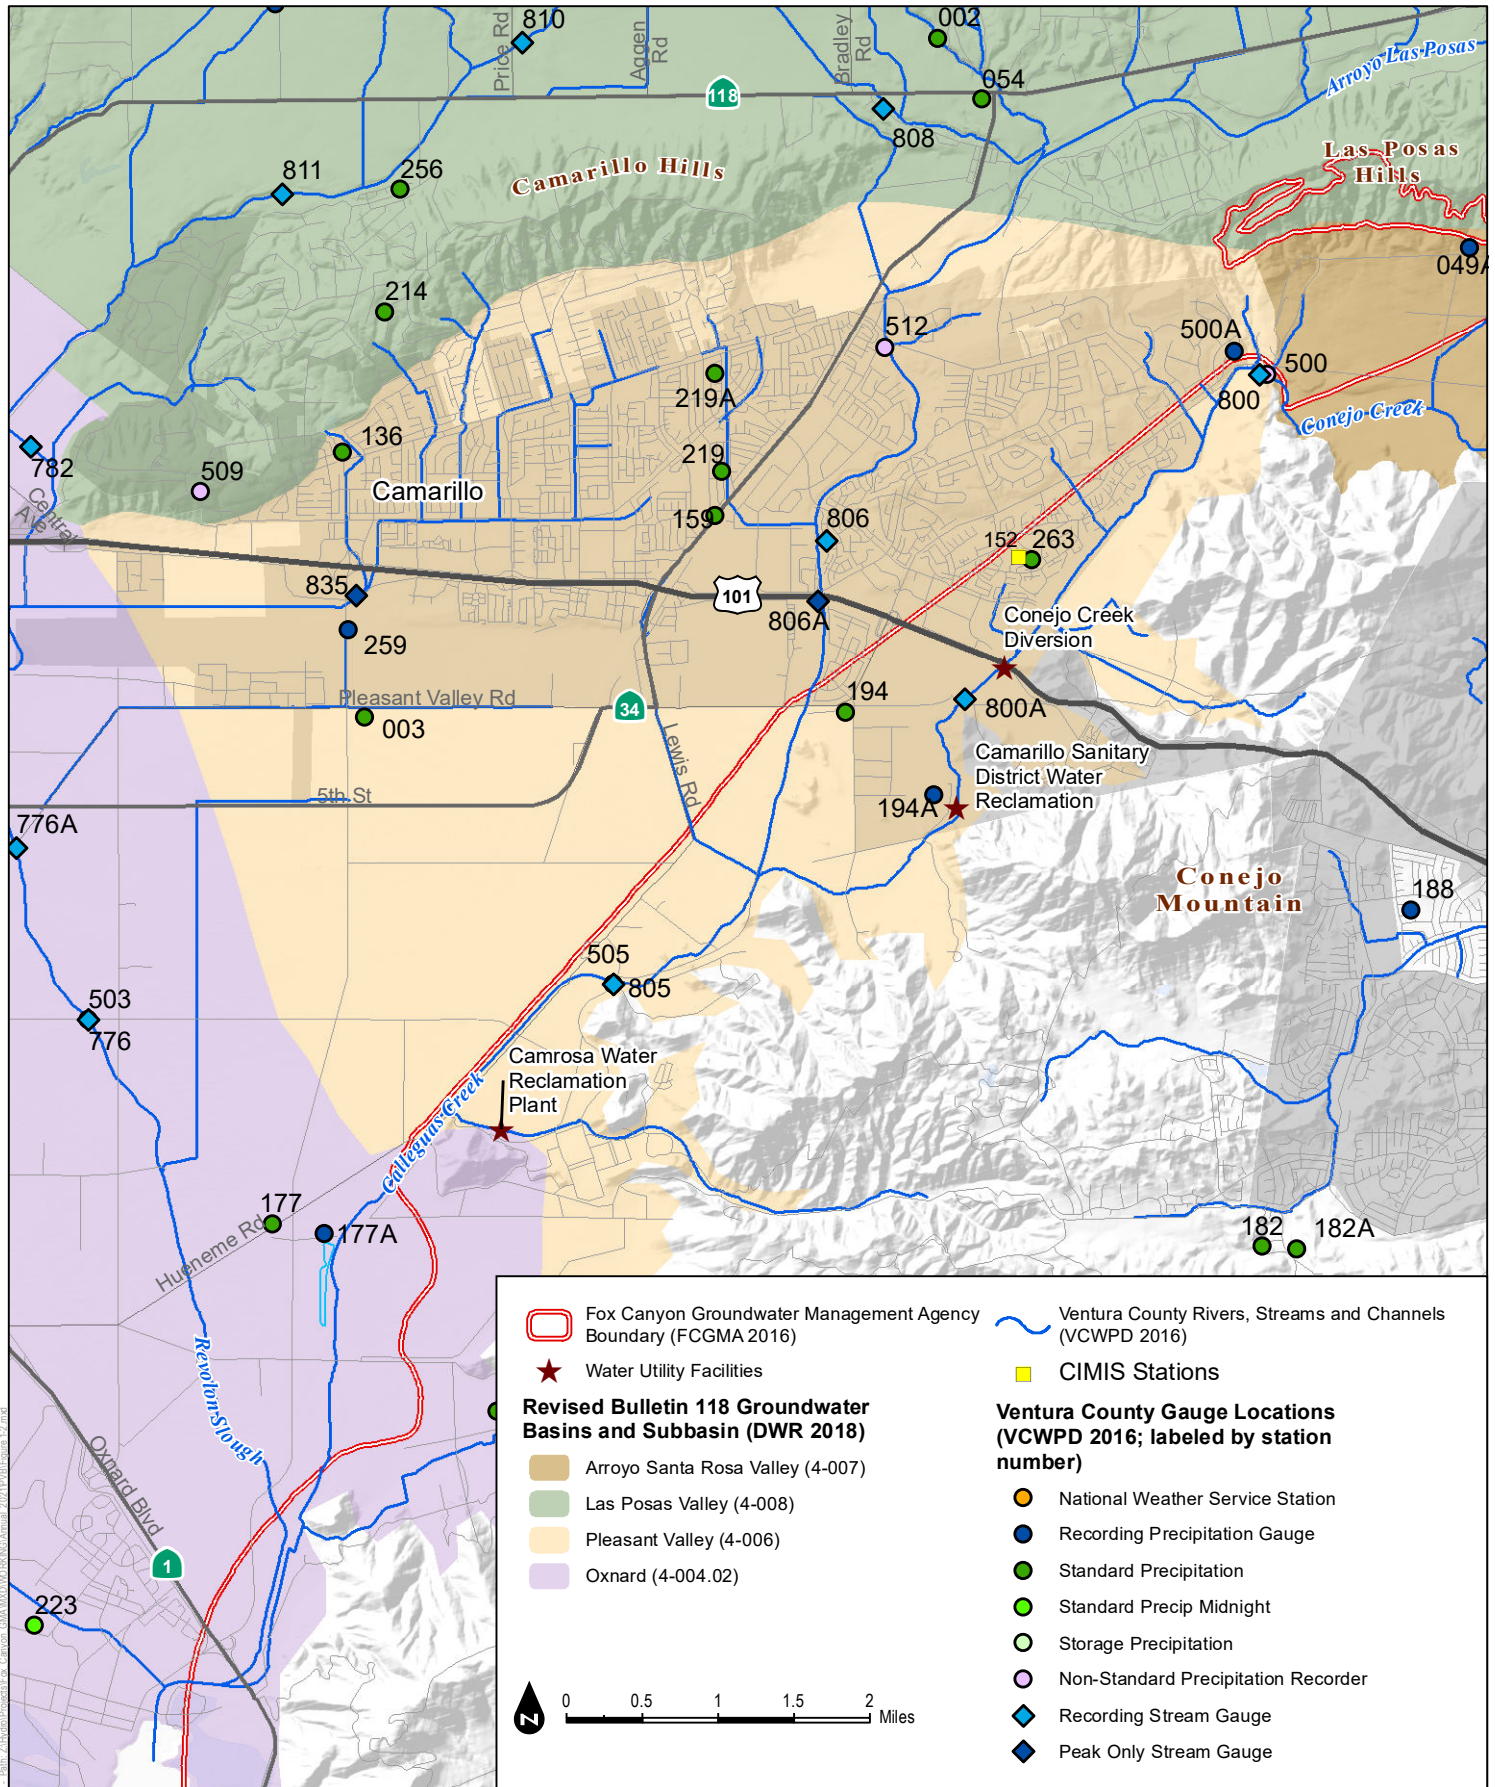 810
Price Rd
Aggen
Rd
Bradley
Rd
002
054
118
808
Arroyo Las Posas
Las Posas
Hills
Camarillo Hills
811
256
049A
214
512
500A
500
800
Conejo Creek
219A
136
782
509
219
Camarillo
Central
Ave
159
806
152
263
835
101
806A
Conejo Creek
Diversion
259
Pleasant Valley Rd
34
194
800A
003
Lewis Rd
Camarillo Sanitary
District Water
Reclamation
5th St
194A
776A
Conejo
Mountain
188
505
805
503
776
Camrosa Water
Reclamation
Plant
Calleguas Creek
177
177A
Hueneme Rd
182
182A
Revolon Slough
Oxnard Blvd
1
223
Fox Canyon Groundwater Management Agency
Boundary (FCGMA 2016)
Water Utility Facilities
Revised Bulletin 118 Groundwater
Basins and Subbasin (DWR 2018)
Arroyo Santa Rosa Valley (4-007)
Las Posas Valley (4-008)
Pleasant Valley (4-006)
Oxnard (4-004.02)
Ventura County Rivers, Streams and Channels
(VCWPD 2016)
CIMIS Stations
Ventura County Gauge Locations
(VCWPD 2016; labeled by station
number)
National Weather Service Station
Recording Precipitation Gauge
Standard Precipitation
Standard Precip Midnight
Storage Precipitation
Non-Standard Precipitation Recorder
Recording Stream Gauge
Peak Only Stream Gauge
N
0 0.5 1 1.5 2
Miles